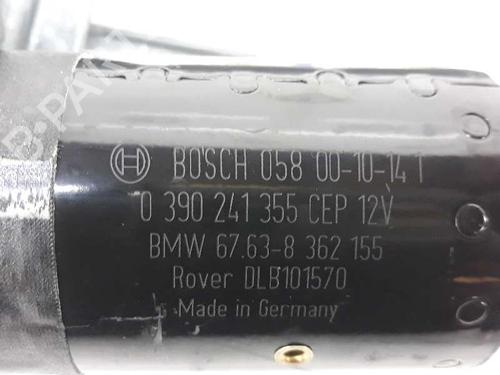 BOSCH 058 00-10-14 1
0 390 241 355 CEP 12V
BMW 67.63-8 362 155
Rover DLB101570
Made in Germany